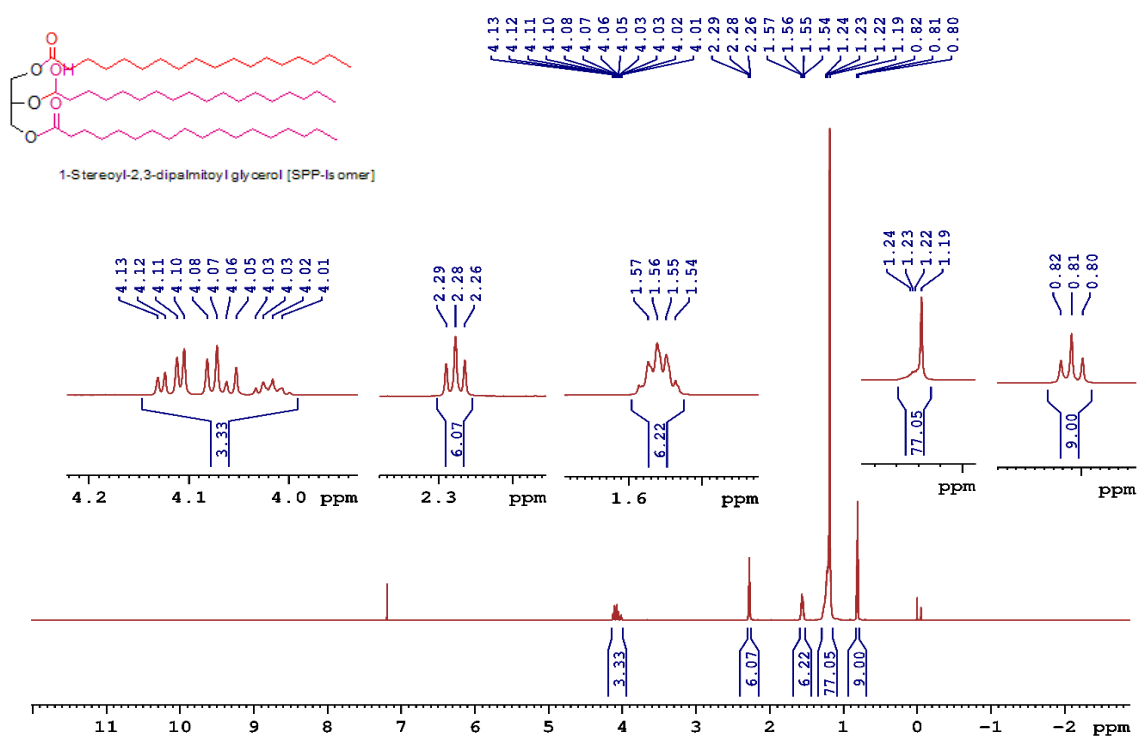 4.13 4.12 4.11 4.10 4.08 4.07 4.06 4.05 4.03 4.03 4.02 4.01 2.29 2.28 2.26 1.57 1.56 1.55 1.54 1.24 1.23 1.22 1.19 0.82 0.81 0.80
O
O OH
O
O
O
1-Stereoyl-2,3-dipalmitoyl glycerol [SPP-Isomer]
4.13 4.12 4.11 4.10 4.08 4.07 4.06 4.05 4.03 4.03 4.02 4.01
2.29 2.28 2.26
1.57 1.56 1.55 1.54
1.24 1.23 1.22 1.19
0.82 0.81 0.80
3.33
6.07
6.22
77.05
9.00
4.2 4.1 4.0 ppm
2.3 ppm
1.6 ppm
ppm
ppm
3.33 6.07 6.22 77.05 9.00
11 10 9 8 7 6 5 4 3 2 1 0 -1 -2 ppm